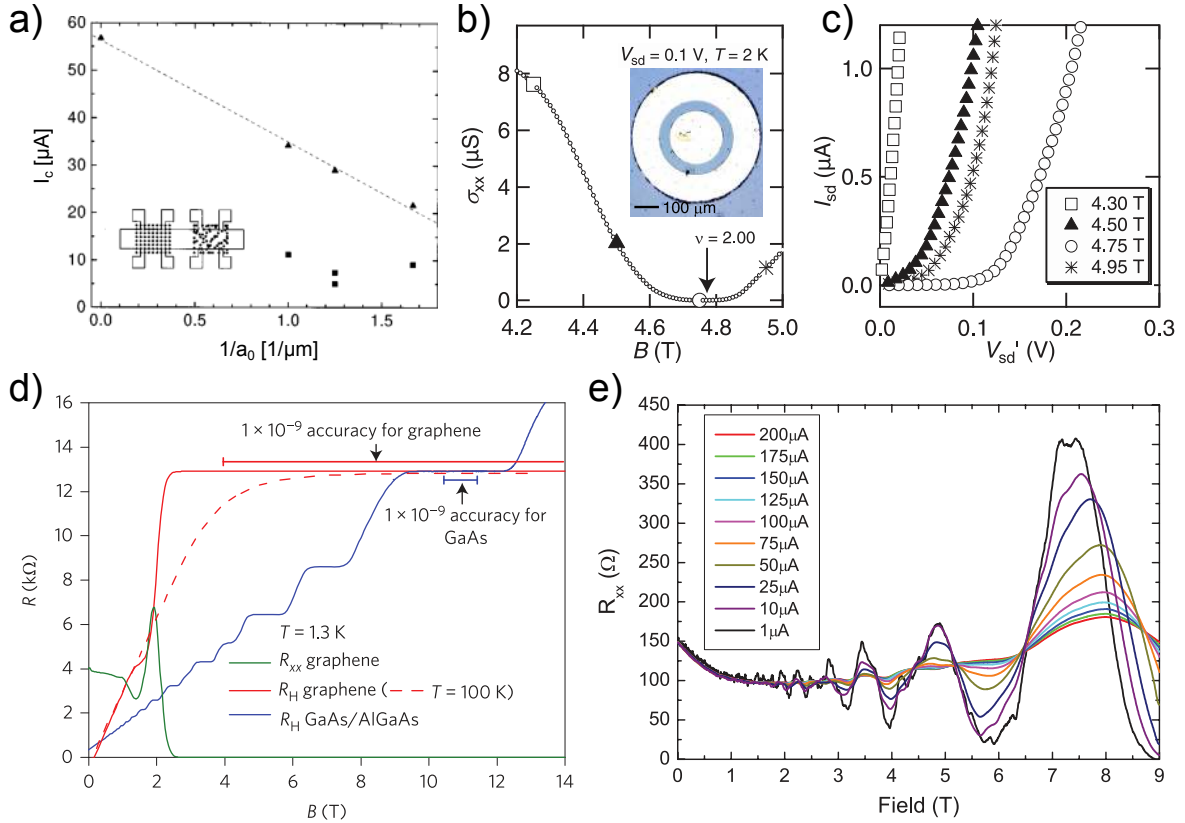 a)
60
50
40
30
20
10
0
I_c [µA]
0.0
0.5
1.0
1.5
1/a₀ [1/µm]
b)
V_sd = 0.1 V, T = 2 K
8
6
4
2
0
σ_xx (µS)
100 µm
ν = 2.00
4.2
4.4
4.6
4.8
5.0
B (T)
c)
1.0
0.5
0.0
I_sd (µA)
4.30 T
4.50 T
4.75 T
4.95 T
0.0
0.1
0.2
0.3
V_sd' (V)
d)
16
14
12
10
8
6
4
2
0
R (kΩ)
1 × 10⁻⁹ accuracy for graphene
1 × 10⁻⁹ accuracy for
GaAs
T = 1.3 K
R_xx graphene
R_H graphene ( T = 100 K)
R_H GaAs/AlGaAs
0
2
4
6
8
10
12
14
B (T)
e)
450
400
350
300
250
200
150
100
50
0
R_xx (Ω)
200µA
175µA
150µA
125µA
100µA
75µA
50µA
25µA
10µA
1µA
0
1
2
3
4
5
6
7
8
9
Field (T)